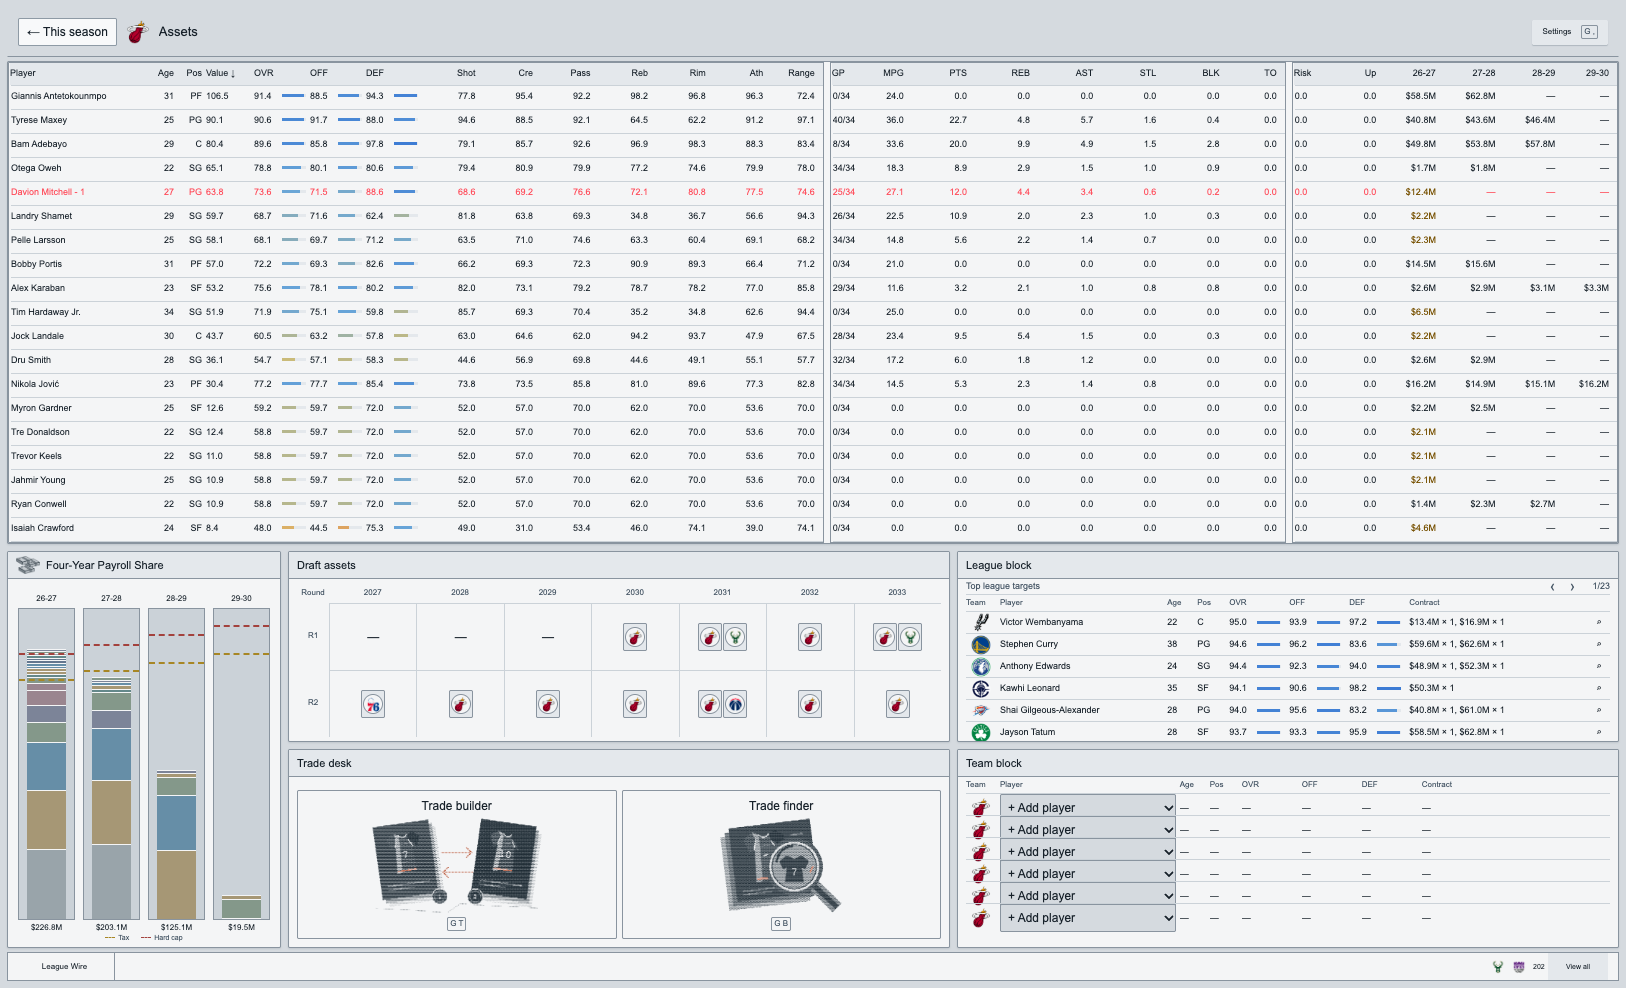 ← This season Assets Settings G ,
Player Age Pos Value ↓ OVR OFF DEF Shot Cre Pass Reb Rim Ath Range GP MPG PTS REB AST STL BLK TO Risk Up 26-27 27-28 28-29 29-30
Giannis Antetokounmpo 31 PF 106.5 91.4 88.5 94.3 77.8 95.4 92.2 98.2 96.8 96.3 72.4 0/34 24.0 0.0 0.0 0.0 0.0 0.0 0.0 0.0 0.0 $58.5M $62.8M — —
Tyrese Maxey 25 PG 90.1 90.6 91.7 88.0 94.6 88.5 92.1 64.5 62.2 91.2 97.1 40/34 36.0 22.7 4.8 5.7 1.6 0.4 0.0 0.0 0.0 $40.8M $43.6M $46.4M —
Bam Adebayo 29 C 80.4 89.6 85.8 97.8 79.1 85.7 92.6 96.9 98.3 88.3 83.4 8/34 33.6 20.0 9.9 4.9 1.5 2.8 0.0 0.0 0.0 $49.8M $53.8M $57.8M —
Otega Oweh 22 SG 65.1 78.8 80.1 80.6 79.4 80.9 79.9 77.2 74.6 79.9 78.0 34/34 18.3 8.9 2.9 1.5 1.0 0.9 0.0 0.0 0.0 $1.7M $1.8M — —
Davion Mitchell - 1 27 PG 63.8 73.6 71.5 88.6 68.6 69.2 76.6 72.1 80.8 77.5 74.6 25/34 27.1 12.0 4.4 3.4 0.6 0.2 0.0 0.0 0.0 $12.4M — — —
Landry Shamet 29 SG 59.7 68.7 71.6 62.4 81.8 63.8 69.3 34.8 36.7 56.6 94.3 26/34 22.5 10.9 2.0 2.3 1.0 0.3 0.0 0.0 0.0 $2.2M — — —
Pelle Larsson 25 SG 58.1 68.1 69.7 71.2 63.5 71.0 74.6 63.3 60.4 69.1 68.2 34/34 14.8 5.6 2.2 1.4 0.7 0.0 0.0 0.0 0.0 $2.3M — — —
Bobby Portis 31 PF 57.0 72.2 69.3 82.6 66.2 69.3 72.3 90.9 89.3 66.4 71.2 0/34 21.0 0.0 0.0 0.0 0.0 0.0 0.0 0.0 0.0 $14.5M $15.6M — —
Alex Karaban 23 SF 53.2 75.6 78.1 80.2 82.0 73.1 79.2 78.7 78.2 77.0 85.8 29/34 11.6 3.2 2.1 1.0 0.8 0.8 0.0 0.0 0.0 $2.6M $2.9M $3.1M $3.3M
Tim Hardaway Jr. 34 SG 51.9 71.9 75.1 59.8 85.7 69.3 70.4 35.2 34.8 62.6 94.4 0/34 25.0 0.0 0.0 0.0 0.0 0.0 0.0 0.0 0.0 $6.5M — — —
Jock Landale 30 C 43.7 60.5 63.2 57.8 63.0 64.6 62.0 94.2 93.7 47.9 67.5 28/34 23.4 9.5 5.4 1.5 0.0 0.3 0.0 0.0 0.0 $2.2M — — —
Dru Smith 28 SG 36.1 54.7 57.1 58.3 44.6 56.9 69.8 44.6 49.1 55.1 57.7 32/34 17.2 6.0 1.8 1.2 0.0 0.0 0.0 0.0 0.0 $2.6M $2.9M — —
Nikola Jović 23 PF 30.4 77.2 77.7 85.4 73.8 73.5 85.8 81.0 89.6 77.3 82.8 34/34 14.5 5.3 2.3 1.4 0.8 0.0 0.0 0.0 0.0 $16.2M $14.9M $15.1M $16.2M
Myron Gardner 25 SF 12.6 59.2 59.7 72.0 52.0 57.0 70.0 62.0 70.0 53.6 70.0 0/34 0.0 0.0 0.0 0.0 0.0 0.0 0.0 0.0 0.0 $2.2M $2.5M — —
Tre Donaldson 22 SG 12.4 58.8 59.7 72.0 52.0 57.0 70.0 62.0 70.0 53.6 70.0 0/34 0.0 0.0 0.0 0.0 0.0 0.0 0.0 0.0 0.0 $2.1M — — —
Trevor Keels 22 SG 11.0 58.8 59.7 72.0 52.0 57.0 70.0 62.0 70.0 53.6 70.0 0/34 0.0 0.0 0.0 0.0 0.0 0.0 0.0 0.0 0.0 $2.1M — — —
Jahmir Young 25 SG 10.9 58.8 59.7 72.0 52.0 57.0 70.0 62.0 70.0 53.6 70.0 0/34 0.0 0.0 0.0 0.0 0.0 0.0 0.0 0.0 0.0 $2.1M — — —
Ryan Conwell 22 SG 10.9 58.8 59.7 72.0 52.0 57.0 70.0 62.0 70.0 53.6 70.0 0/34 0.0 0.0 0.0 0.0 0.0 0.0 0.0 0.0 0.0 $1.4M $2.3M $2.7M —
Isaiah Crawford 24 SF 8.4 48.0 44.5 75.3 49.0 31.0 53.4 46.0 74.1 39.0 74.1 0/34 0.0 0.0 0.0 0.0 0.0 0.0 0.0 0.0 0.0 $4.6M — — —
Four-Year Payroll Share
26-27 27-28 28-29 29-30
$226.8M $203.1M $125.1M $19.5M
Tax Hard cap
Draft assets
Round 2027 2028 2029 2030 2031 2032 2033
R1 — — —
R2 76
Trade desk
Trade builder
7 10
G T
Trade finder
7
G B
League block
Top league targets ‹ › 1/23
Team Player Age Pos OVR OFF DEF Contract
Victor Wembanyama 22 C 95.0 93.9 97.2 $13.4M × 1, $16.9M × 1
Stephen Curry 38 PG 94.6 96.2 83.6 $59.6M × 1, $62.6M × 1
Anthony Edwards 24 SG 94.4 92.3 94.0 $48.9M × 1, $52.3M × 1
Kawhi Leonard 35 SF 94.1 90.6 98.2 $50.3M × 1
Shai Gilgeous-Alexander 28 PG 94.0 95.6 83.2 $40.8M × 1, $61.0M × 1
Jayson Tatum 28 SF 93.7 93.3 95.9 $58.5M × 1, $62.8M × 1
Team block
Team Player Age Pos OVR OFF DEF Contract
+ Add player — — — — — —
+ Add player — — — — — —
+ Add player — — — — — —
+ Add player — — — — — —
+ Add player — — — — — —
+ Add player — — — — — —
League Wire 202 View all